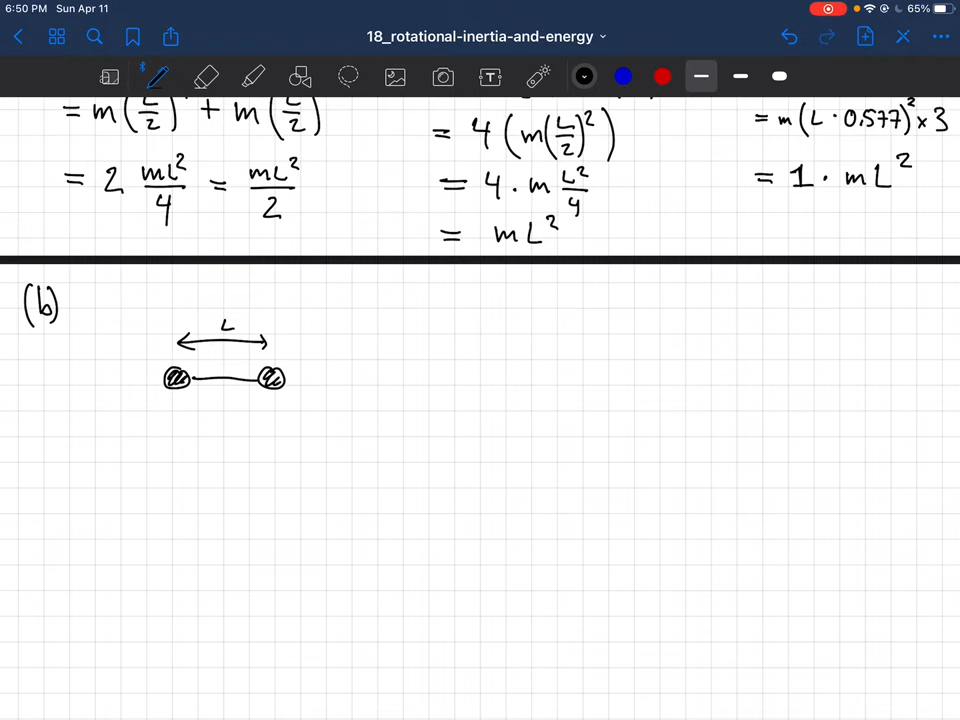 6:50 PM Sun Apr 11
65%
18_rotational-inertia-and-energy
T
= m(L/2)² + m(L/2)
= 2 mL²/4 = mL²/2
= 4(m(L/2)²)
= 4 · m L²/4
= mL²
= m(L · 0.577)² × 3
= 1 · mL²
(b)
L